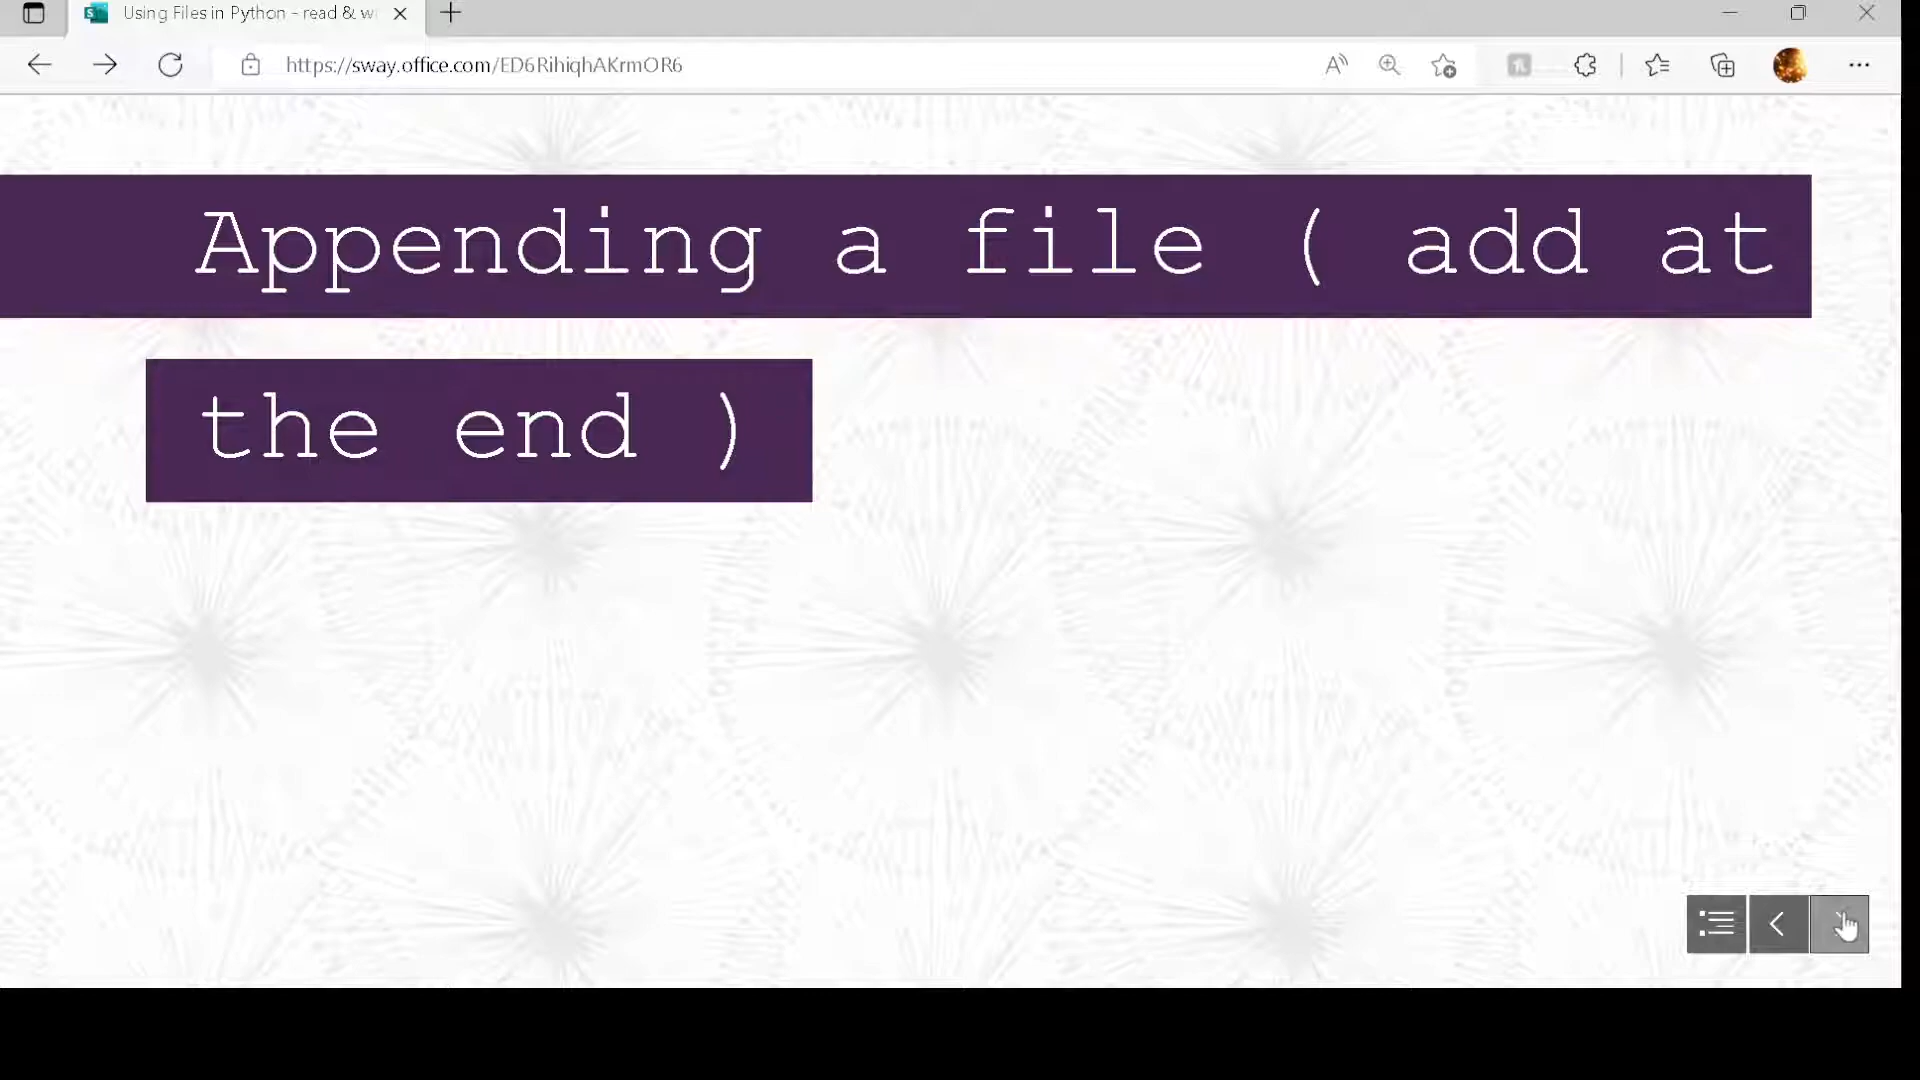 Using Files in Python - read & w
https://sway.office.com/ED6RihiqhAKrmOR6
Appending a file ( add at
the end )